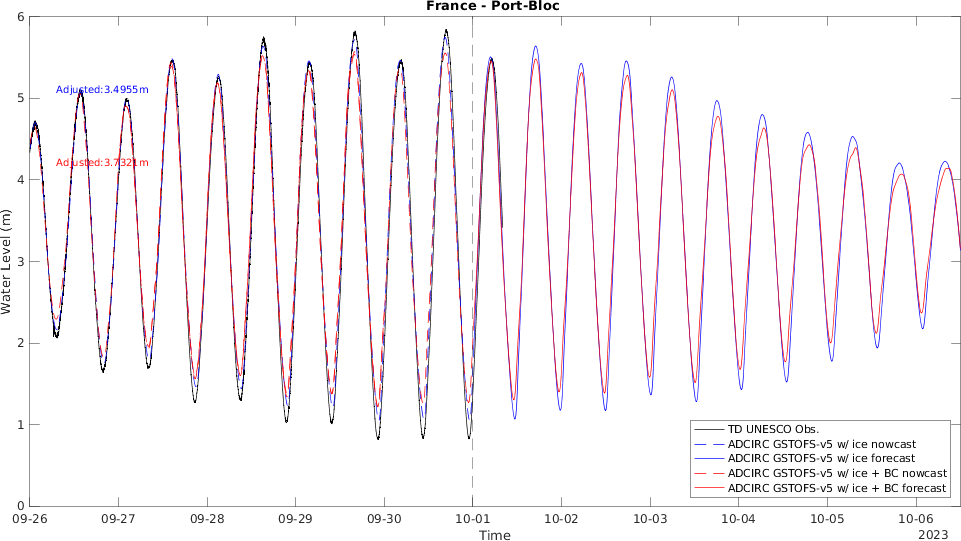 France - Port-Bloc
6
5
4
3
2
1
0
Water Level (m)
Adjusted:3.4955m
Adjusted:3.7321m
TD UNESCO Obs.
ADCIRC GSTOFS-v5 w/ ice nowcast
ADCIRC GSTOFS-v5 w/ ice forecast
ADCIRC GSTOFS-v5 w/ ice + BC nowcast
ADCIRC GSTOFS-v5 w/ ice + BC forecast
09-26 09-27 09-28 09-29 09-30 10-01 10-02 10-03 10-04 10-05 10-06
Time
2023